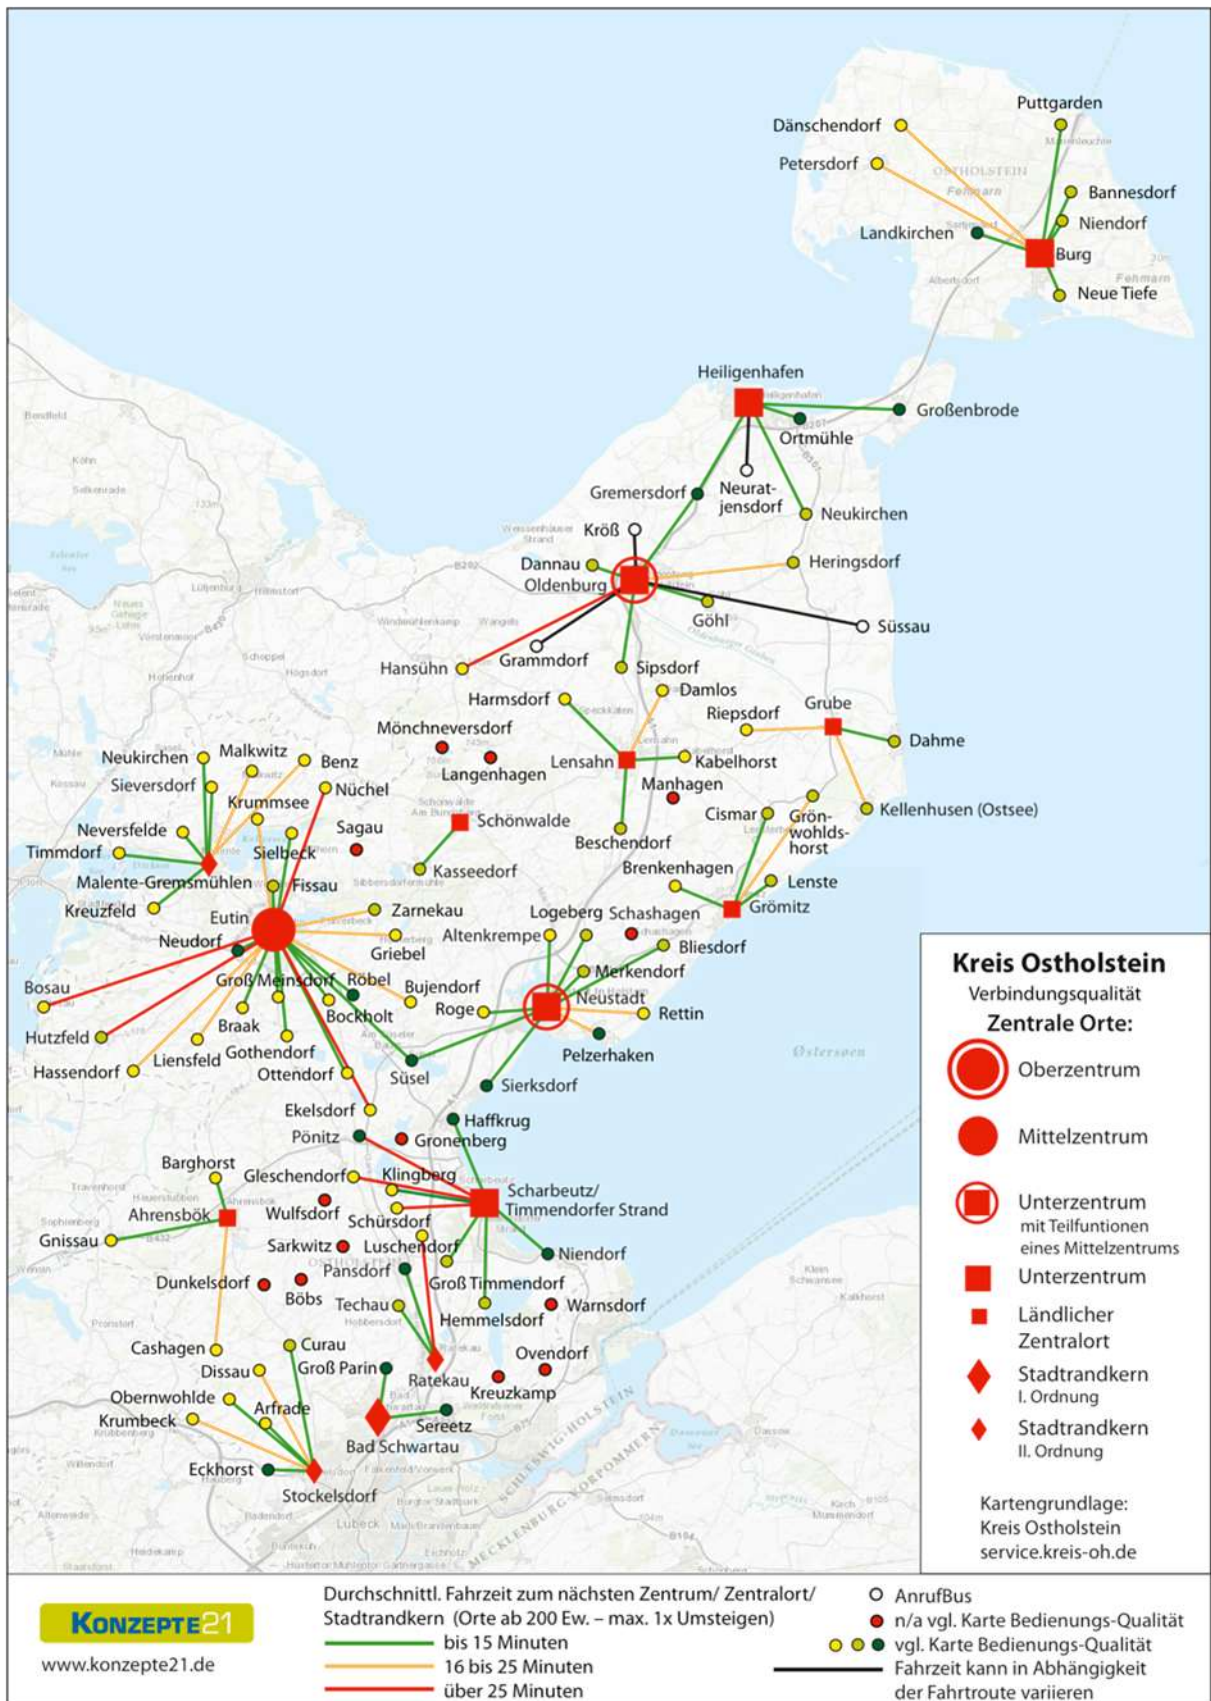 Puttgarden
Dänschendorf
Petersdorf
OSTHOLSTEIN
Fehmarn
Bannesdorf
Niendorf
Landkirchen
Burg
Albertsdorf
Fehmarn
Neue Tiefe
Heiligenhafen
Großenbrode
Ortmühle
Neurat-
jensdorf
Gremersdorf
Neukirchen
Kröß
Heringsdorf
Dannau
Oldenburg
Göhl
Süssau
Grammdorf
Hansühn
Sipsdorf
Damlos
Harmsdorf
Riepsdorf
Grube
Dahme
Mönchneversdorf
Langenhagen
Lensahn
Kabelhorst
Manhagen
Kellenhusen (Ostsee)
Cismar
Grön-
wohlds-
horst
Neukirchen
Malkwitz
Benz
Sieversdorf
Nüchel
Krummsee
Sagau
Schönwalde
Beschendorf
Neversfelde
Timmdorf
Sielbeck
Kasseedorf
Brenkenhagen
Lenste
Malente-Gremsmühlen
Fissau
Kreuzfeld
Eutin
Zarnekau
Logeberg
Schashagen
Grömitz
Neudorf
Griebel
Altenkrempe
Bliesdorf
Bosau
Groß Meinsdorf
Röbel
Bujendorf
Merkendorf
Neustadt
Roge
Rettin
Hutzfeld
Braak
Bockholt
Pelzerhaken
Hassendorf
Liensfeld
Gothendorf
Ottendorf
Süsel
Sierksdorf
Østersøen
Ekelsdorf
Haffkrug
Pönitz
Gronenberg
Barghorst
Gleschendorf
Klingberg
Scharbeutz/
Timmendorfer Strand
Ahrensbök
Wulfsdorf
Schürsdorf
Gnissau
Sarkwitz
Luschendorf
Niendorf
Pansdorf
Groß Timmendorf
Dunkelsdorf
Böbs
Techau
Hemmelsdorf
Warnsdorf
Cashagen
Curau
Ovendorf
Dissau
Groß Parin
Ratekau
Kreuzkamp
Obernwohlde
Krumbeck
Arfrade
Sereetz
Bad Schwartau
Eckhorst
Stockelsdorf
SCHLESWIG-HOLSTEIN
MECKLENBURG-VORPOMMERN
Kreis Ostholstein
Verbindungsqualität
Zentrale Orte:
Oberzentrum
Mittelzentrum
Unterzentrum
mit Teilfuntionen
eines Mittelzentrums
Unterzentrum
Ländlicher
Zentralort
Stadtrandkern
I. Ordnung
Stadtrandkern
II. Ordnung
Kartengrundlage:
Kreis Ostholstein
service.kreis-oh.de
KONZEPTE21
www.konzepte21.de
Durchschnittl. Fahrzeit zum nächsten Zentrum/ Zentralort/
Stadtrandkern (Orte ab 200 Ew. – max. 1x Umsteigen)
bis 15 Minuten
16 bis 25 Minuten
über 25 Minuten
AnrufBus
n/a vgl. Karte Bedienungs-Qualität
vgl. Karte Bedienungs-Qualität
Fahrzeit kann in Abhängigkeit
der Fahrtroute variieren